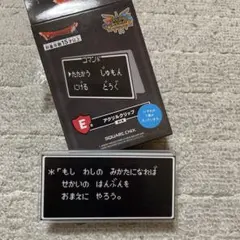 コマンド
たたかう じゅもん
にげる どうぐ
E
アクリルクリップ
SQUARE ENIX
*「もし わしの みかたになれば
せかいの はんぶんを
おまえに やろう。